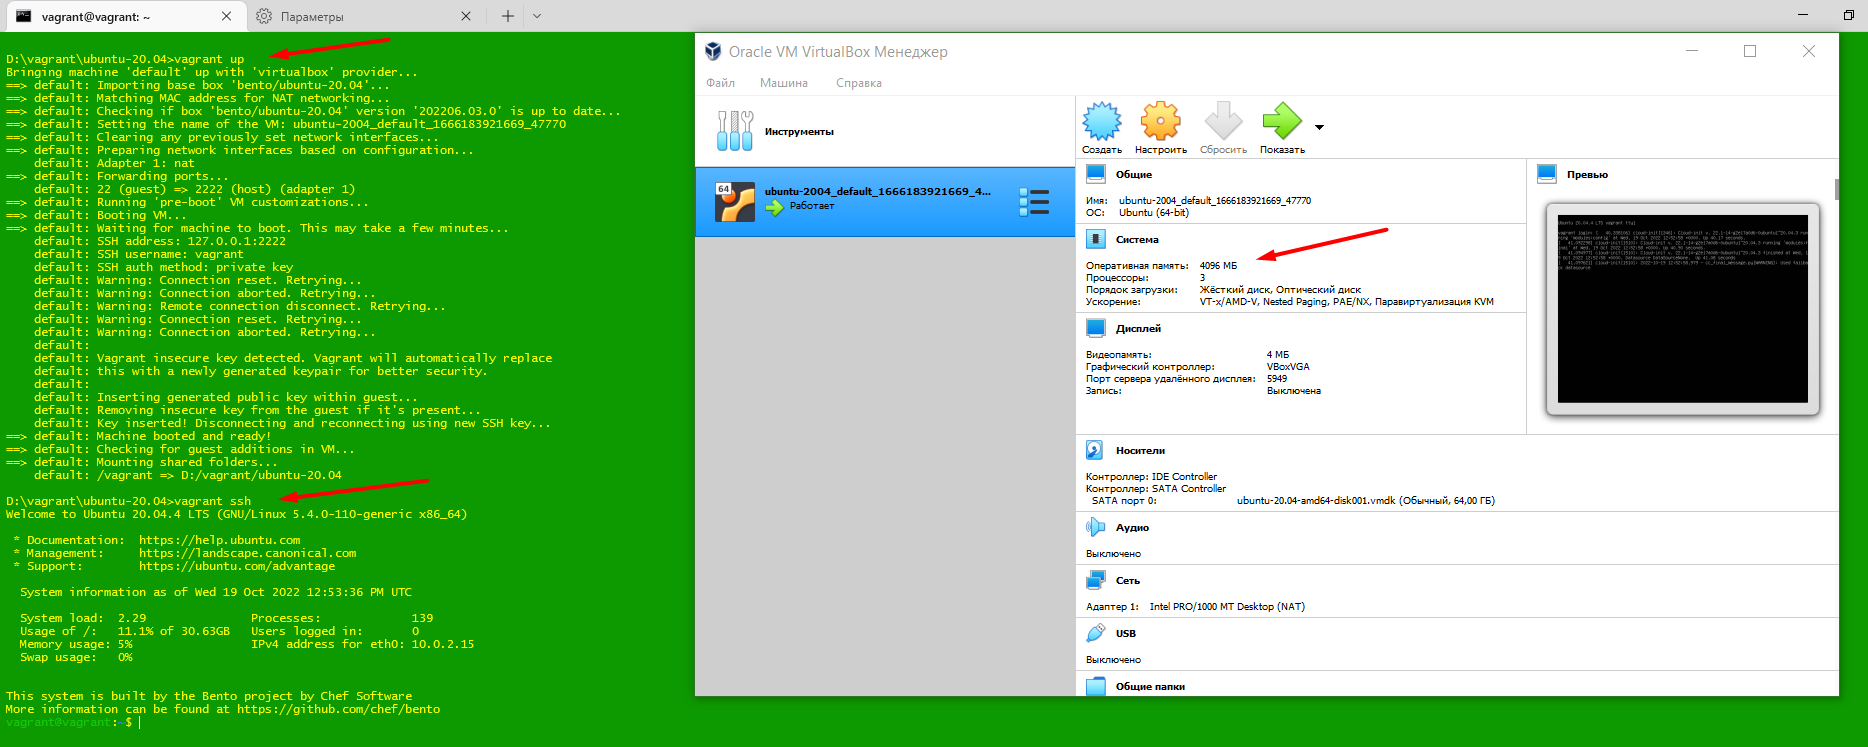 vagrant@vagrant: ~
Параметры
D:\vagrant\ubuntu-20.04>vagrant up
Bringing machine 'default' up with 'virtualbox' provider...
==> default: Importing base box 'bento/ubuntu-20.04'...
==> default: Matching MAC address for NAT networking...
==> default: Checking if box 'bento/ubuntu-20.04' version '202206.03.0' is up to date...
==> default: Setting the name of the VM: ubuntu-2004_default_1666183921669_47770
==> default: Clearing any previously set network interfaces...
==> default: Preparing network interfaces based on configuration...
    default: Adapter 1: nat
==> default: Forwarding ports...
    default: 22 (guest) => 2222 (host) (adapter 1)
==> default: Running 'pre-boot' VM customizations...
==> default: Booting VM...
==> default: Waiting for machine to boot. This may take a few minutes...
    default: SSH address: 127.0.0.1:2222
    default: SSH username: vagrant
    default: SSH auth method: private key
    default: Warning: Connection reset. Retrying...
    default: Warning: Connection aborted. Retrying...
    default: Warning: Remote connection disconnect. Retrying...
    default: Warning: Connection reset. Retrying...
    default: Warning: Connection aborted. Retrying...
    default:
    default: Vagrant insecure key detected. Vagrant will automatically replace
    default: this with a newly generated keypair for better security.
    default:
    default: Inserting generated public key within guest...
    default: Removing insecure key from the guest if it's present...
    default: Key inserted! Disconnecting and reconnecting using new SSH key...
==> default: Machine booted and ready!
==> default: Checking for guest additions in VM...
==> default: Mounting shared folders...
    default: /vagrant => D:/vagrant/ubuntu-20.04
D:\vagrant\ubuntu-20.04>vagrant ssh
Welcome to Ubuntu 20.04.4 LTS (GNU/Linux 5.4.0-110-generic x86_64)
 * Documentation:  https://help.ubuntu.com
 * Management:     https://landscape.canonical.com
 * Support:        https://ubuntu.com/advantage
  System information as of Wed 19 Oct 2022 12:53:36 PM UTC
  System load:  2.29               Processes:             139
  Usage of /:   11.1% of 30.63GB   Users logged in:       0
  Memory usage: 5%                 IPv4 address for eth0: 10.0.2.15
  Swap usage:   0%
This system is built by the Bento project by Chef Software
More information can be found at https://github.com/chef/bento
vagrant@vagrant:~$
Oracle VM VirtualBox Менеджер
Файл Машина Справка
Инструменты
64
ubuntu-2004_default_1666183921669_4...
Работает
Создать Настроить Сбросить Показать
Общие
Имя: ubuntu-2004_default_1666183921669_47770
ОС: Ubuntu (64-bit)
Система
Оперативная память: 4096 МБ
Процессоры: 3
Порядок загрузки: Жёсткий диск, Оптический диск
Ускорение: VT-x/AMD-V, Nested Paging, PAE/NX, Паравиртуализация KVM
Дисплей
Видеопамять: 4 МБ
Графический контроллер: VBoxVGA
Порт сервера удалённого дисплея: 5949
Запись: Выключена
Превью
Ubuntu 20.04.4 LTS vagrant tty1
Носители
Контроллер: IDE Controller
Контроллер: SATA Controller
SATA порт 0: ubuntu-20.04-amd64-disk001.vmdk (Обычный, 64,00 ГБ)
Аудио
Выключено
Сеть
Адаптер 1: Intel PRO/1000 MT Desktop (NAT)
USB
Выключено
Общие папки